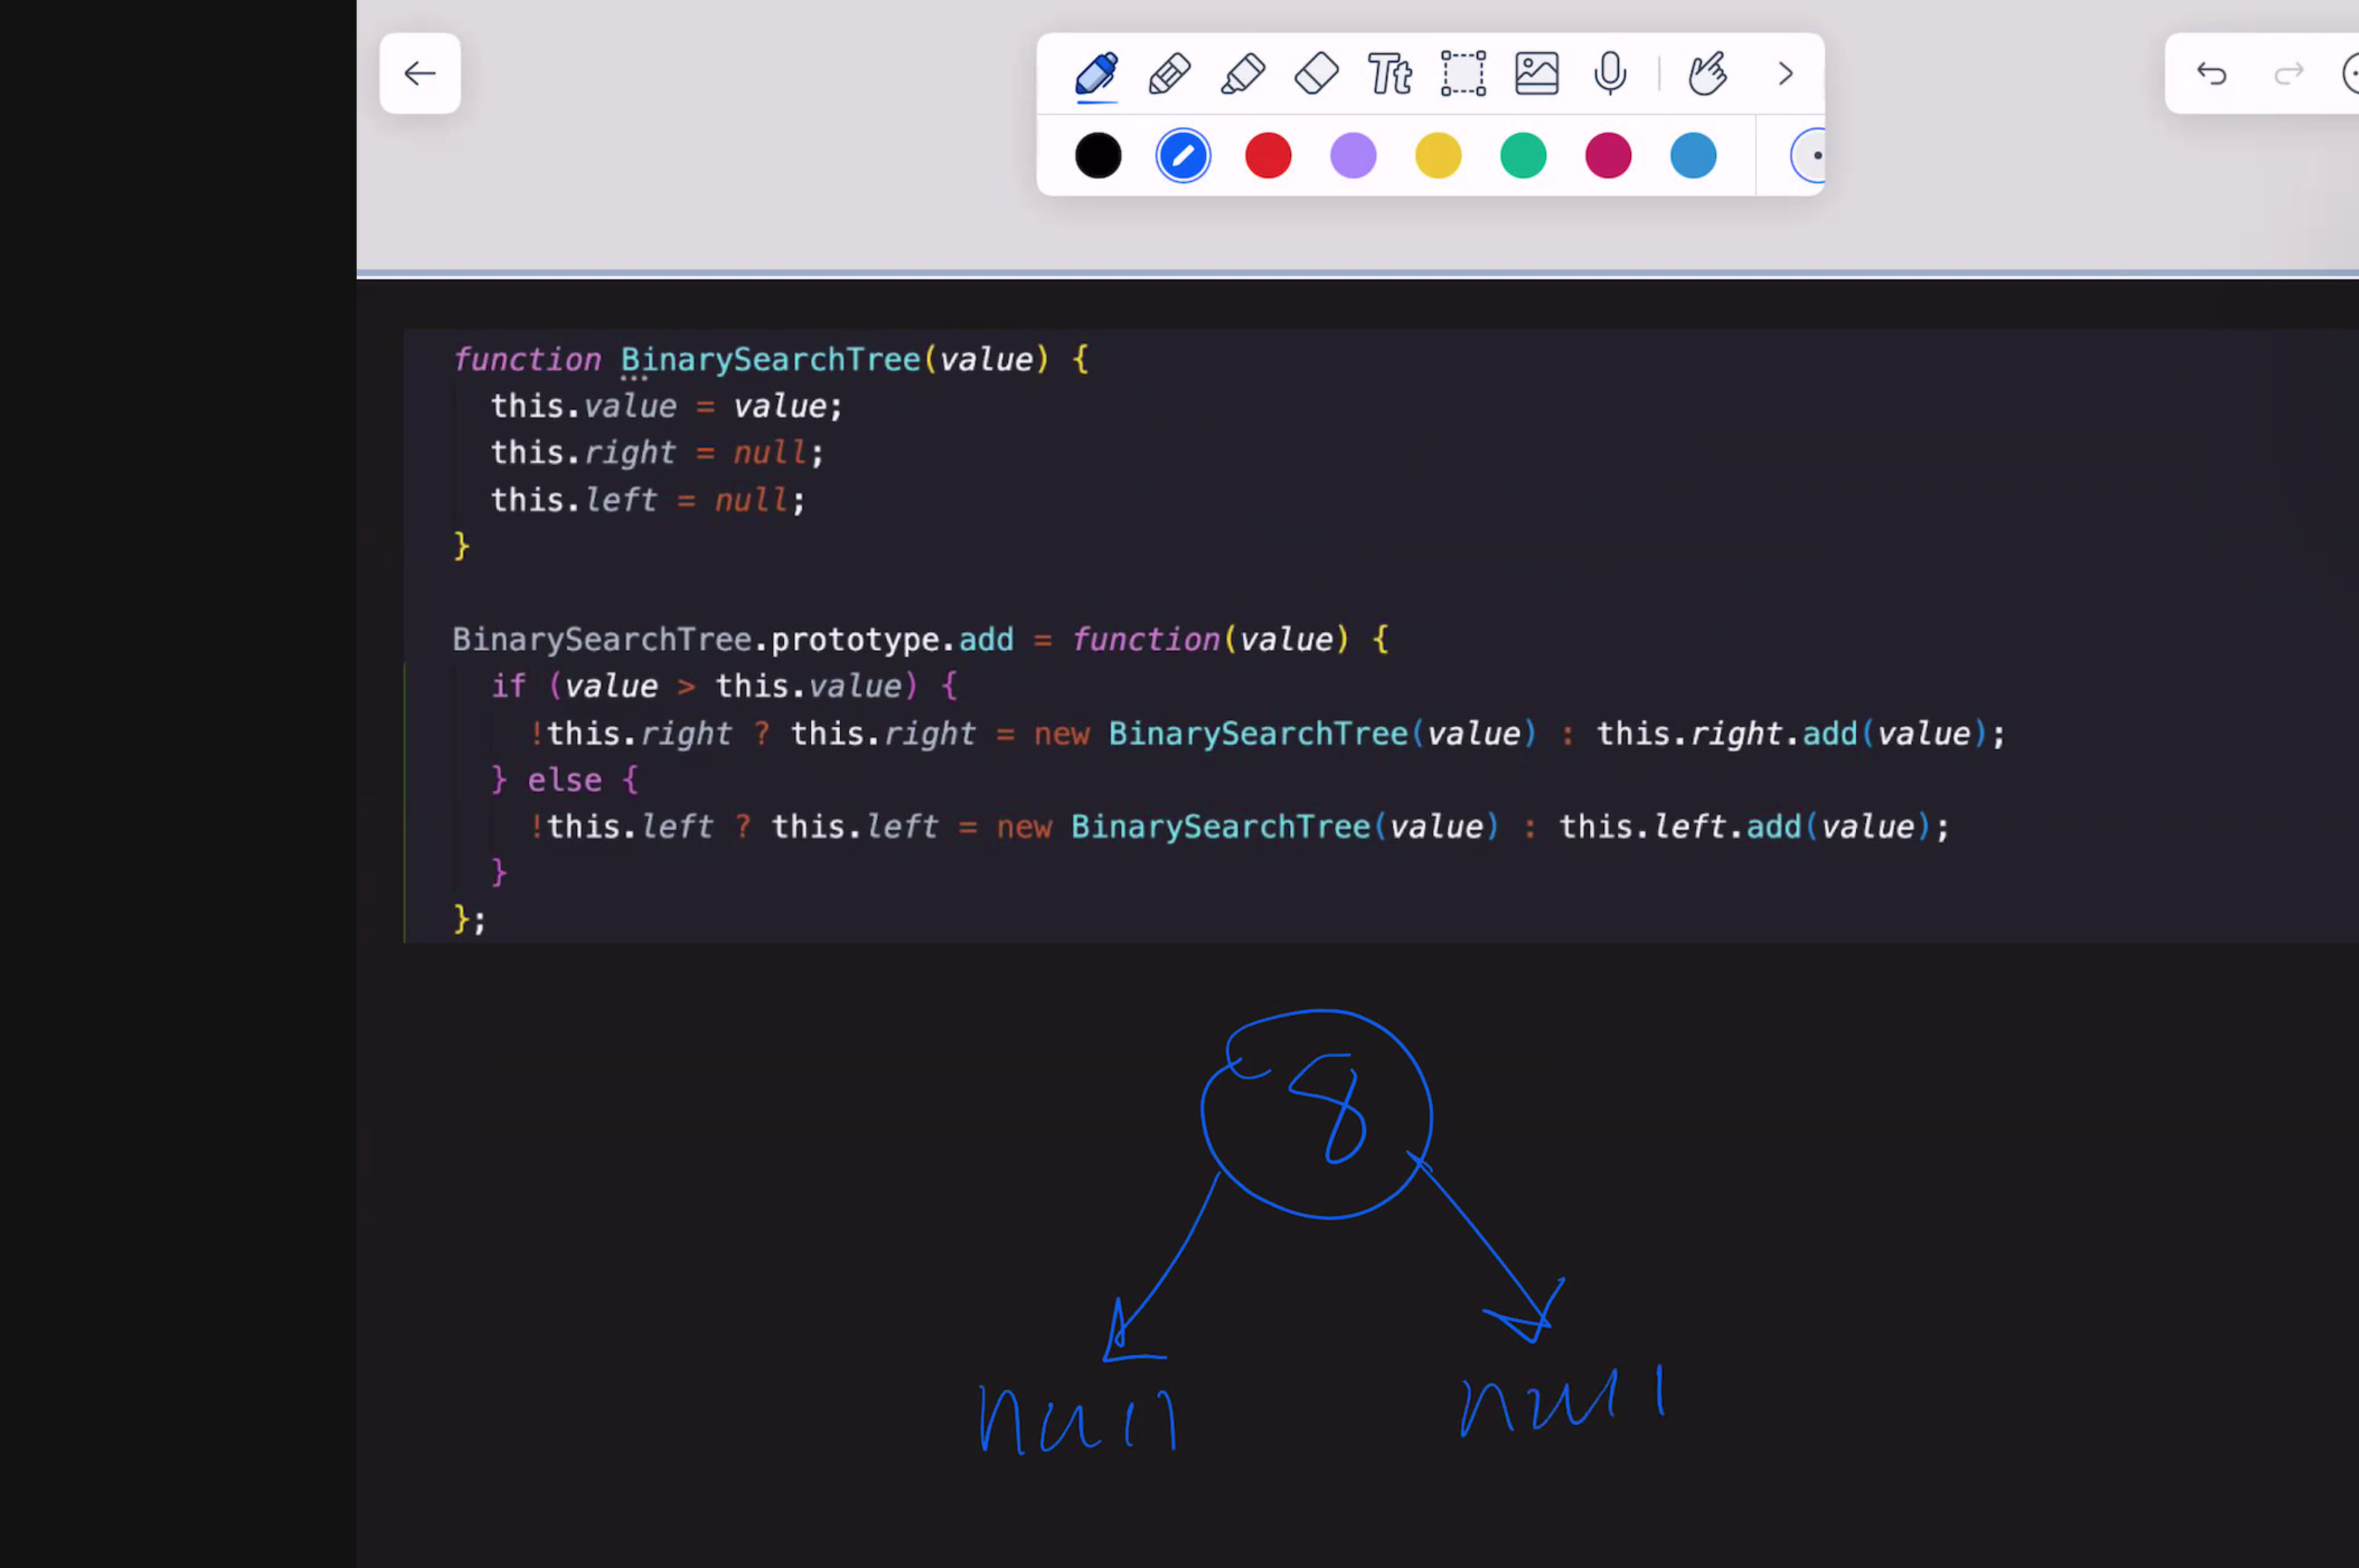 Tt
function BinarySearchTree(value) {
this.value = value;
this.right = null;
this.left = null;
}
BinarySearchTree.prototype.add = function(value) {
if (value > this.value) {
!this.right ? this.right = new BinarySearchTree(value) : this.right.add(value);
} else {
!this.left ? this.left = new BinarySearchTree(value) : this.left.add(value);
}
};
8
null null